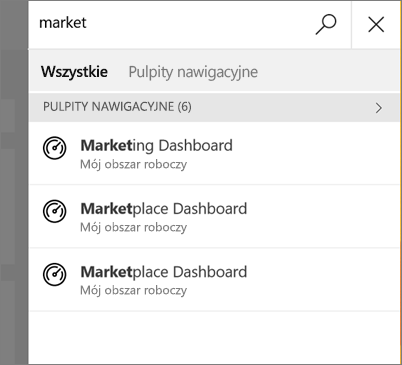 market
Wszystkie Pulpity nawigacyjne
PULPITY NAWIGACYJNE (6)
Marketing Dashboard
Mój obszar roboczy
Marketplace Dashboard
Mój obszar roboczy
Marketplace Dashboard
Mój obszar roboczy